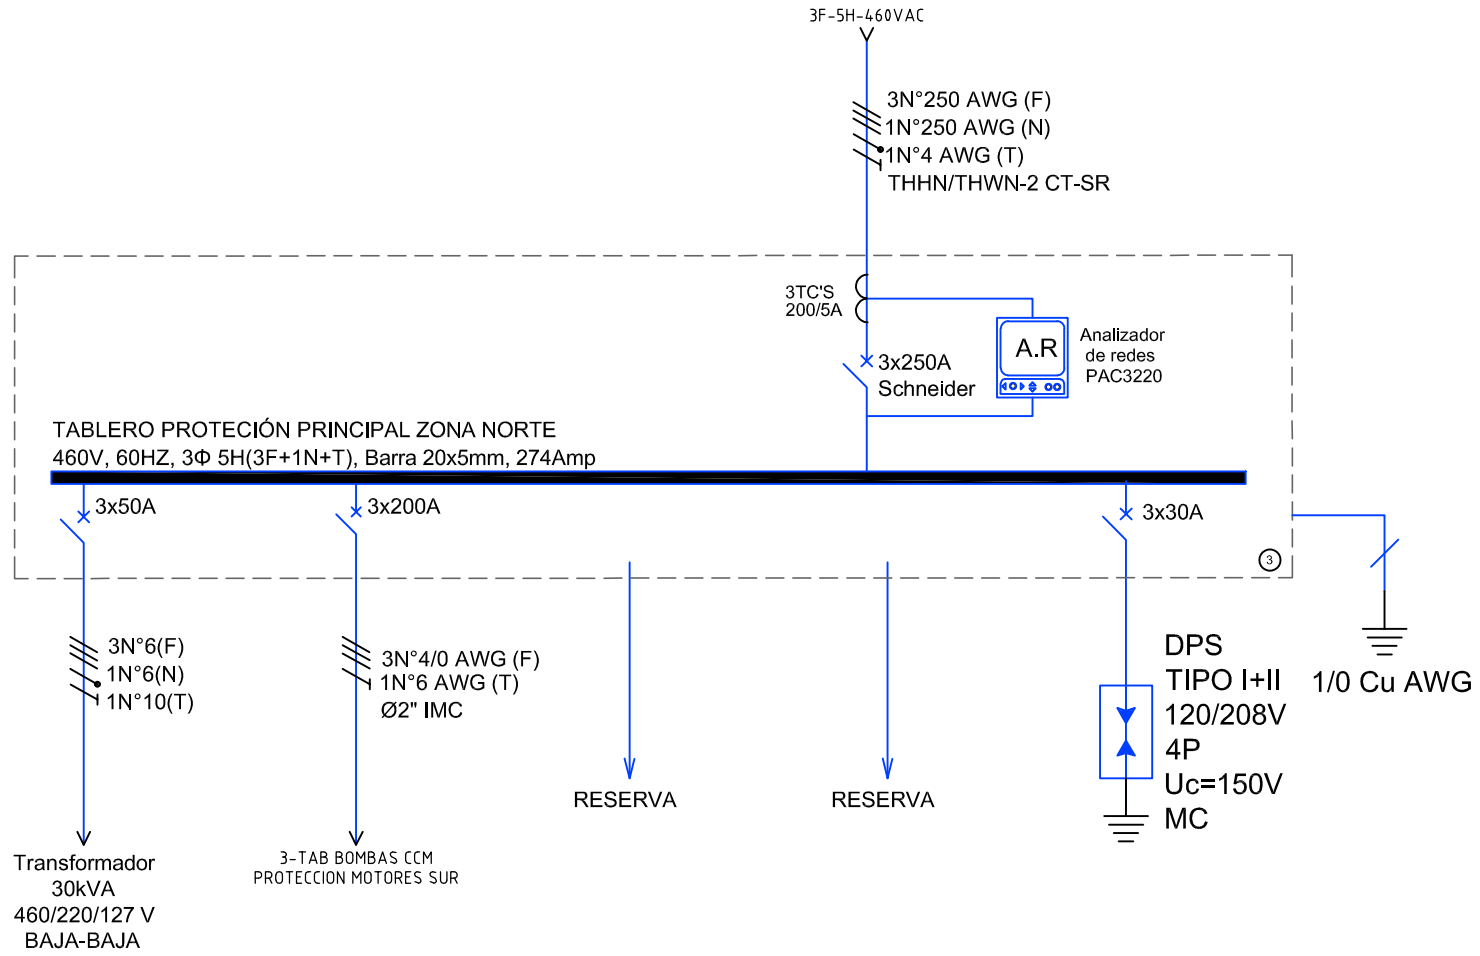 3F-5H-460VAC
3N°250 AWG (F)
1N°250 AWG (N)
1N°4 AWG (T)
THHN/THWN-2 CT-SR
3TC'S
200/5A
A.R
Analizador
de redes
PAC3220
3x250A
Schneider
TABLERO PROTECIÓN PRINCIPAL ZONA NORTE
460V, 60HZ, 3Φ 5H(3F+1N+T), Barra 20x5mm, 274Amp
3x50A
3x200A
3x30A
3
3N°6(F)
1N°6(N)
1N°10(T)
3N°4/0 AWG (F)
1N°6 AWG (T)
Ø2" IMC
RESERVA
RESERVA
DPS
TIPO I+II
120/208V
4P
Uc=150V
MC
1/0 Cu AWG
Transformador
30kVA
460/220/127 V
BAJA-BAJA
3-TAB BOMBAS CCM
PROTECCION MOTORES SUR